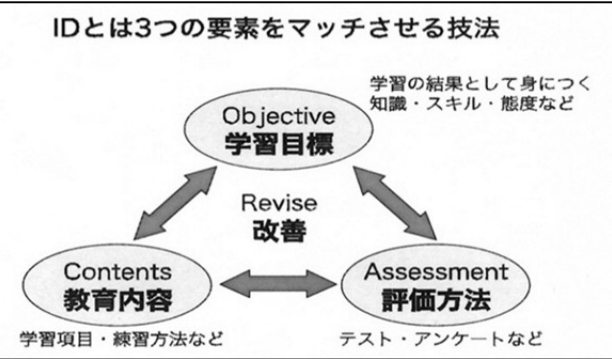 IDとは3つの要素をマッチさせる技法
学習の結果として身につく
知識・スキル・態度など
Objective
学習目標
Revise
改善
Contents
教育内容
Assessment
評価方法
学習項目・練習方法など
テスト・アンケートなど